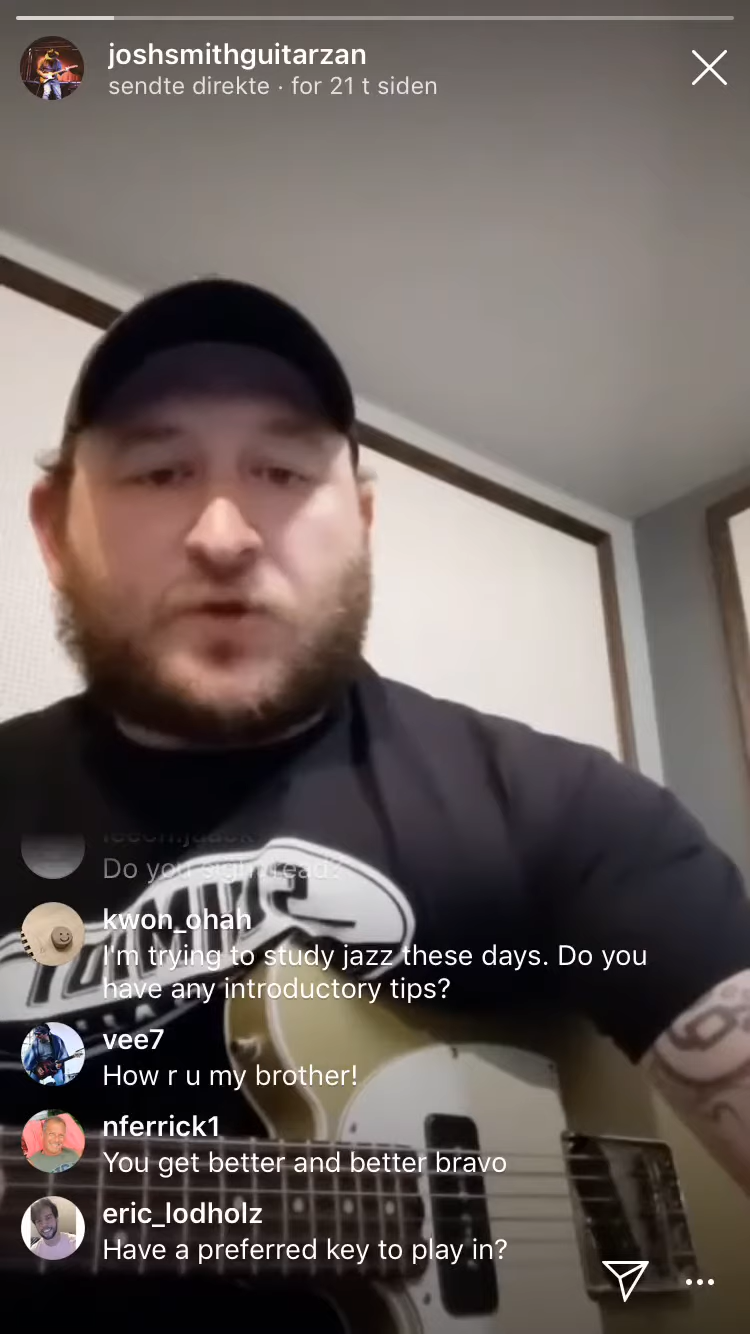 joshsmithguitarzan
sendte direkte · for 21 t siden
Do you sight read?
kwon_ohah
I'm trying to study jazz these days. Do you
have any introductory tips?
vee7
How r u my brother!
nferrick1
You get better and better bravo
eric_lodholz
Have a preferred key to play in?